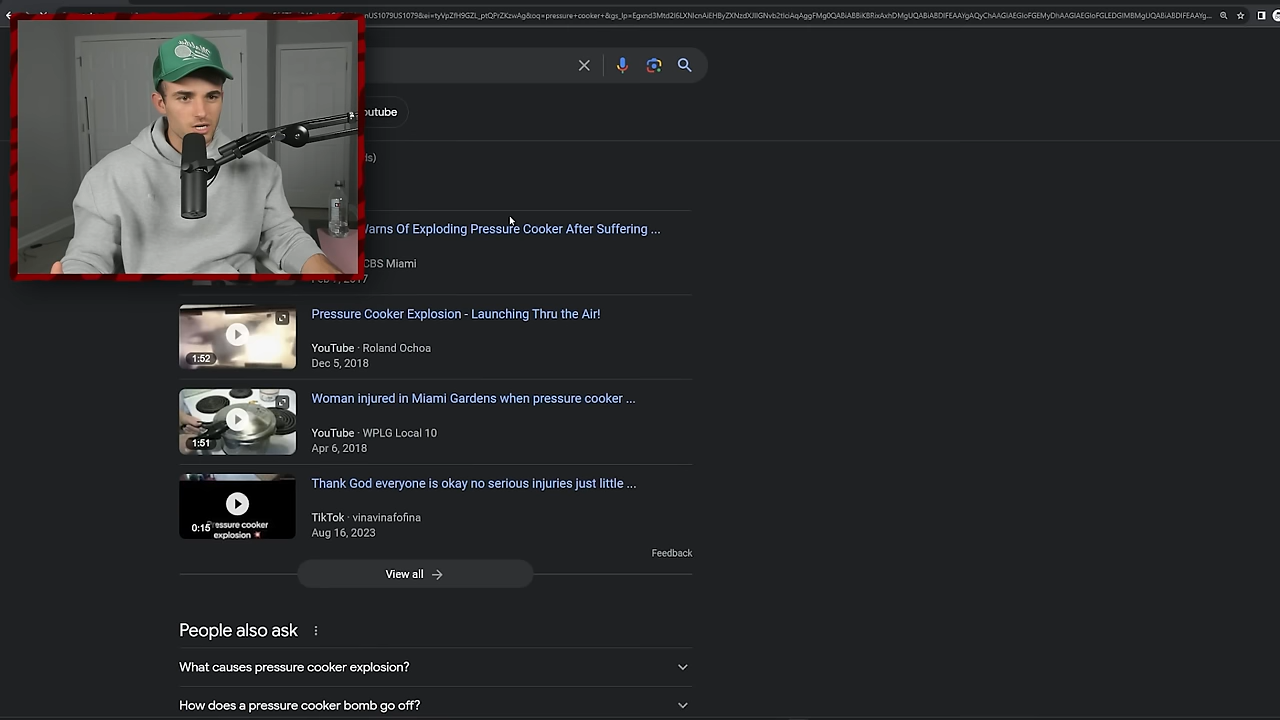 outube
ds)
Warns Of Exploding Pressure Cooker After Suffering ...
CBS Miami
Pressure Cooker Explosion - Launching Thru the Air!
1:52
YouTube · Roland Ochoa
Dec 5, 2018
Woman injured in Miami Gardens when pressure cooker ...
1:51
YouTube · WPLG Local 10
Apr 6, 2018
Thank God everyone is okay no serious injuries just little ...
0:15
ressure cooker
explosion
TikTok · vinavinafofina
Aug 16, 2023
Feedback
View all
People also ask
What causes pressure cooker explosion?
How does a pressure cooker bomb go off?